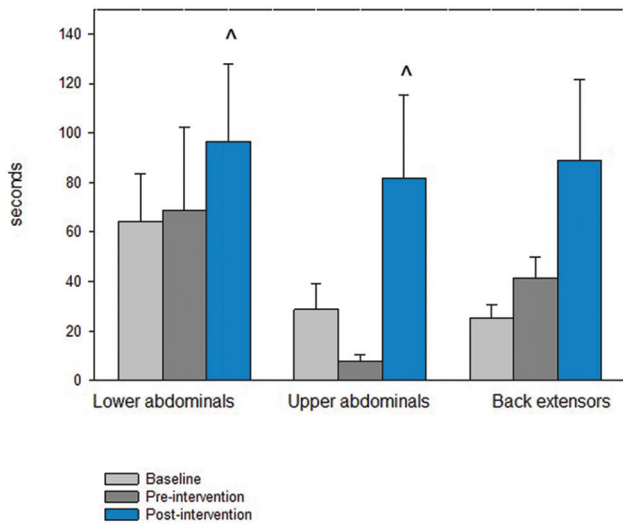 140
120
100
80
60
40
20
0
seconds
^
^
Lower abdominals
Upper abdominals
Back extensors
Baseline
Pre-intervention
Post-intervention